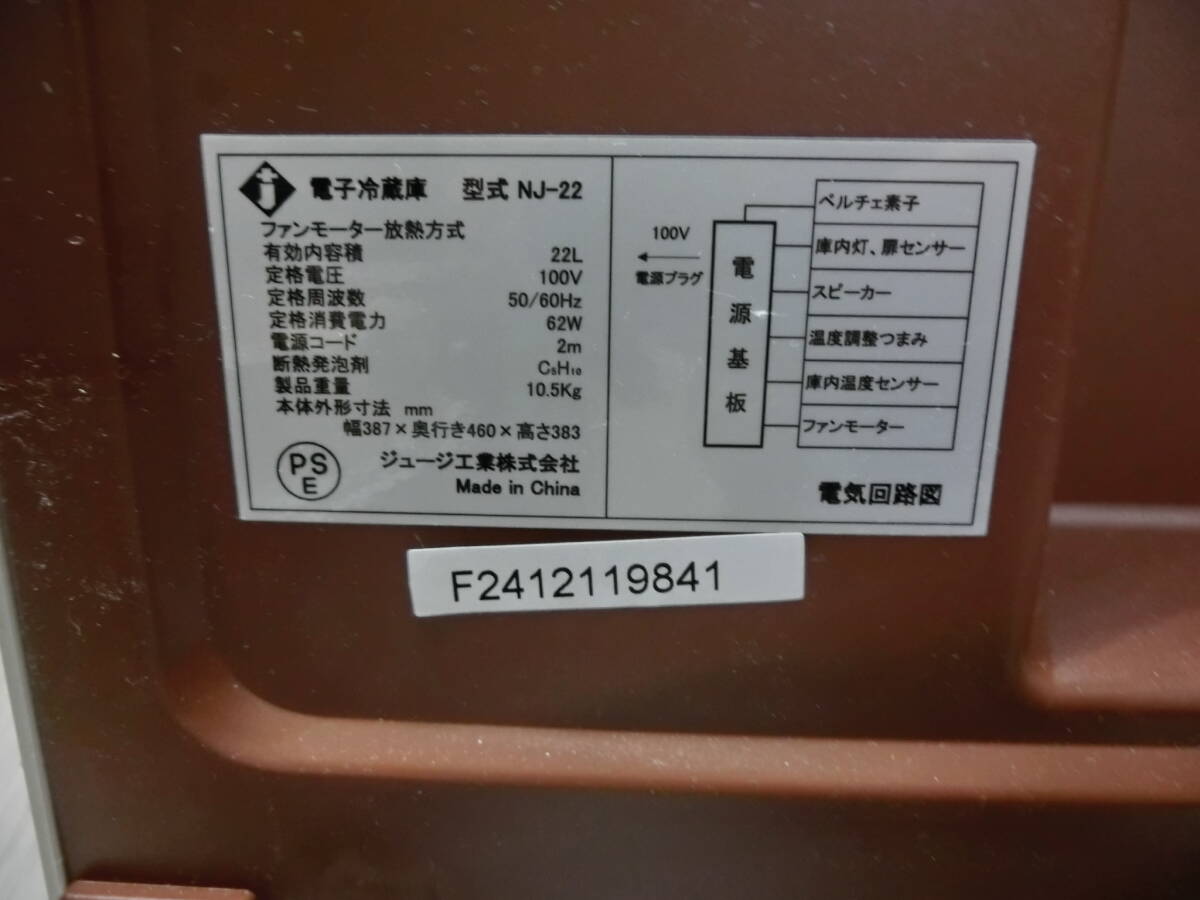 電子冷蔵庫 型式 NJ-22
ファンモーター放熱方式
有効内容積 22L
定格電圧 100V
定格周波数 50/60Hz
定格消費電力 62W
電源コード 2m
断熱発泡剤 C₅H₁₀
製品重量 10.5Kg
本体外形寸法 mm
幅387×奥行き460×高さ383
PS
E
ジュージ工業株式会社
Made in China
100V
電源プラグ
電源基板
ペルチェ素子
庫内灯、扉センサー
スピーカー
温度調整つまみ
庫内温度センサー
ファンモーター
電気回路図
F2412119841